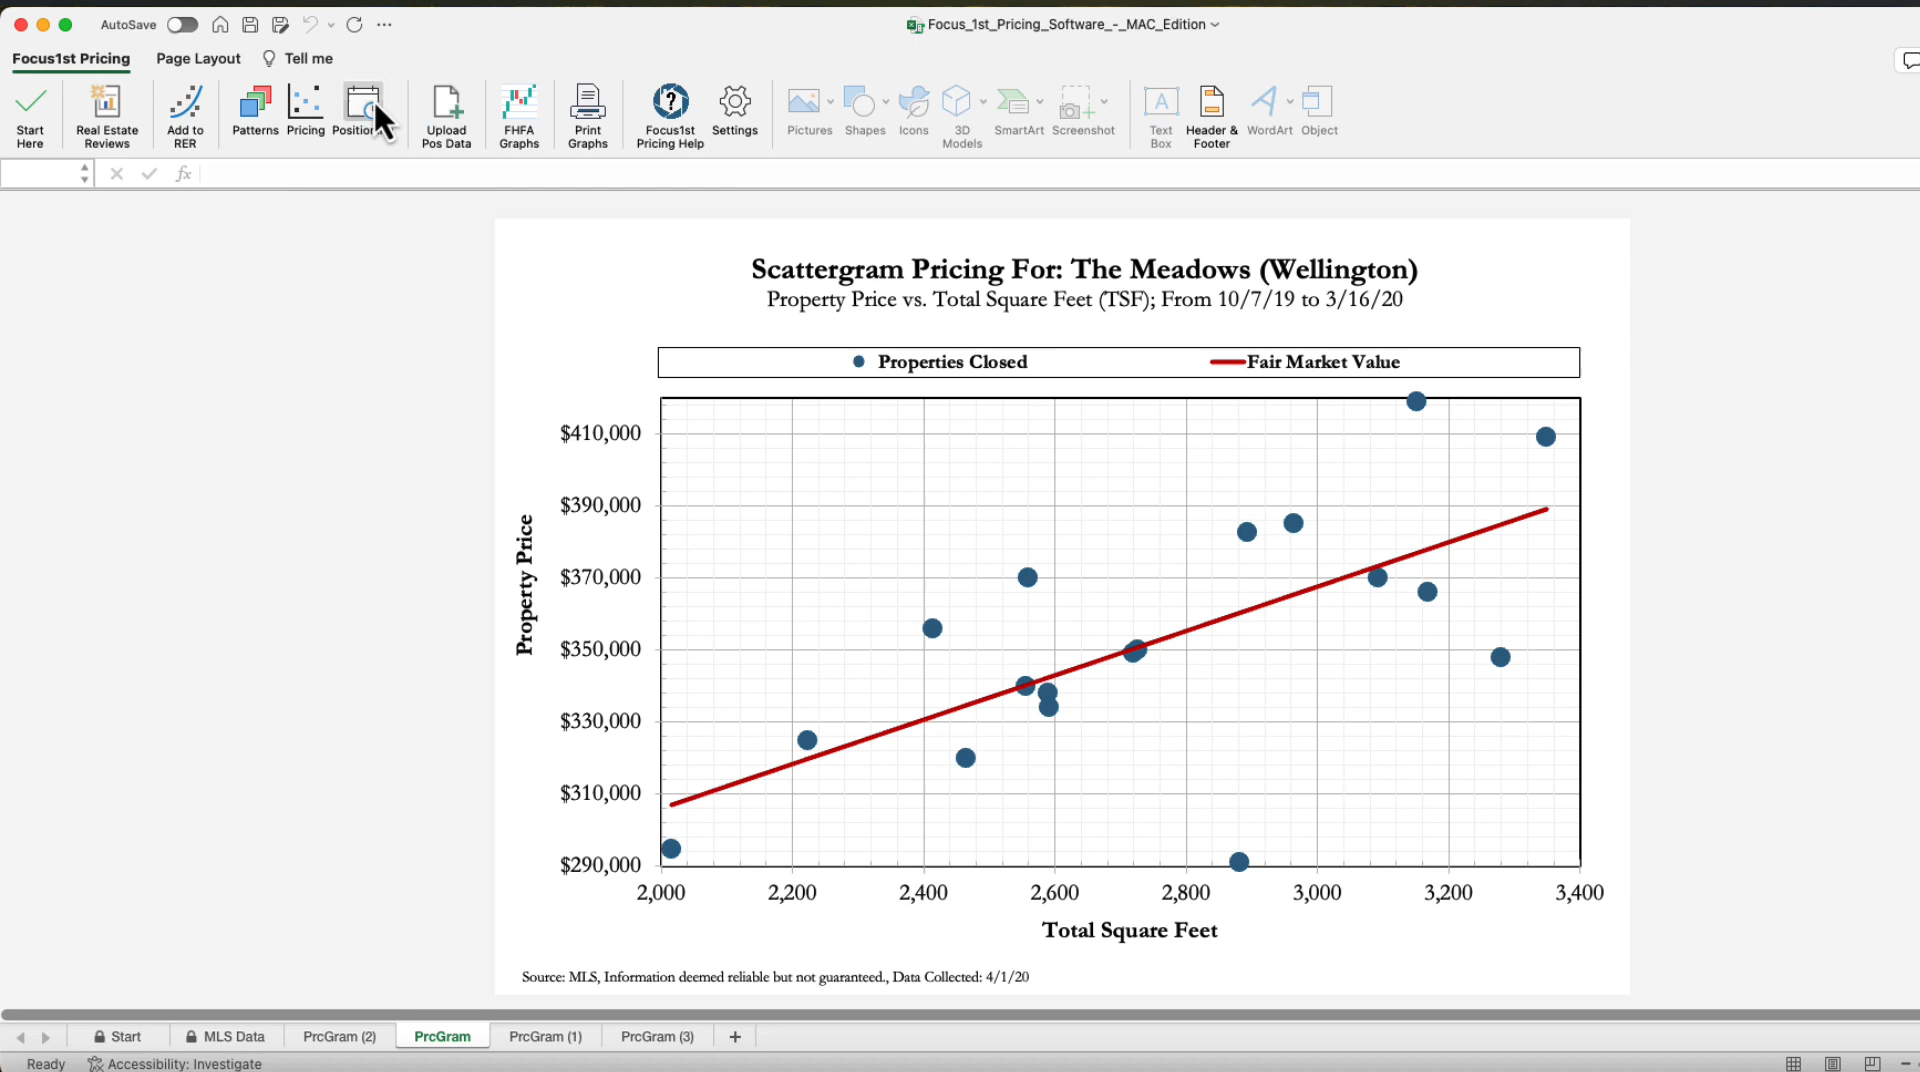 AutoSave
Focus_1st_Pricing_Software_-_MAC_Edition
Focus1st Pricing Page Layout Tell me
Start Here
Real Estate Reviews
Add to RER
Patterns
Pricing
Upload Pos Data
FHFA Graphs
Print Graphs
Focus1st Pricing Help
Settings
Pictures
Shapes
Icons
3D Models
SmartArt
Screenshot
Text Box
Header & Footer
WordArt
Object
fx
Scattergram Pricing For: The Meadows (Wellington)
Property Price vs. Total Square Feet (TSF); From 10/7/19 to 3/16/20
Properties Closed Fair Market Value
Property Price
$410,000
$390,000
$370,000
$350,000
$330,000
$310,000
$290,000
2,000 2,200 2,400 2,600 2,800 3,000 3,200 3,400
Total Square Feet
Source: MLS, Information deemed reliable but not guaranteed., Data Collected: 4/1/20
Start MLS Data PrcGram (2) PrcGram PrcGram (1) PrcGram (3) +
Ready Accessibility: Investigate